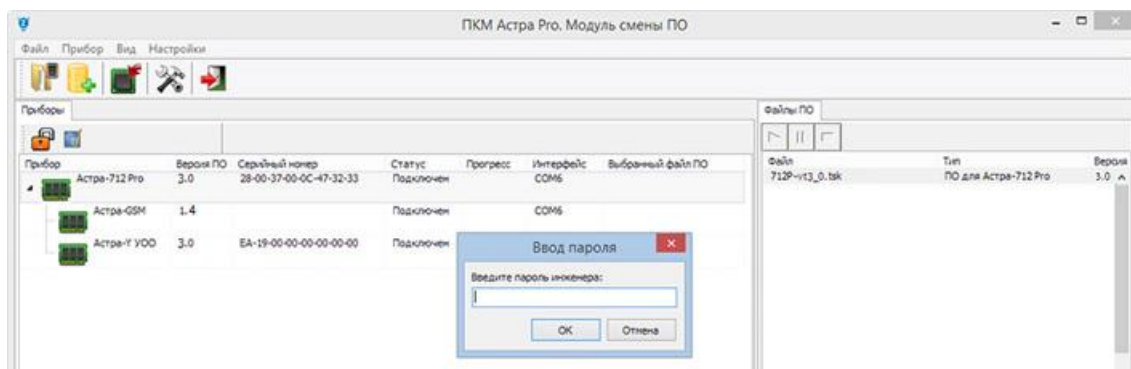 ПКМ Астра Pro. Модуль смены ПО
Файл Прибор Вид Настройки
Приборы
Прибор Версия ПО Серийный номер Статус Прогресс Интерфейс Выбранный файл ПО
Астра-712 Pro 3.0 28-00-37-00-0C-47-32-33 Подключен COM6
Астра-GSM 1.4 Подключен COM6
Астра-Y УОО 3.0 EA-19-00-00-00-00-00-00 Подключен
Ввод пароля
Введите пароль инженера:
OK Отмена
Файлы ПО
Файл Тип Версия
712P-vt3_0.tsk ПО для Астра-712 Pro 3.0